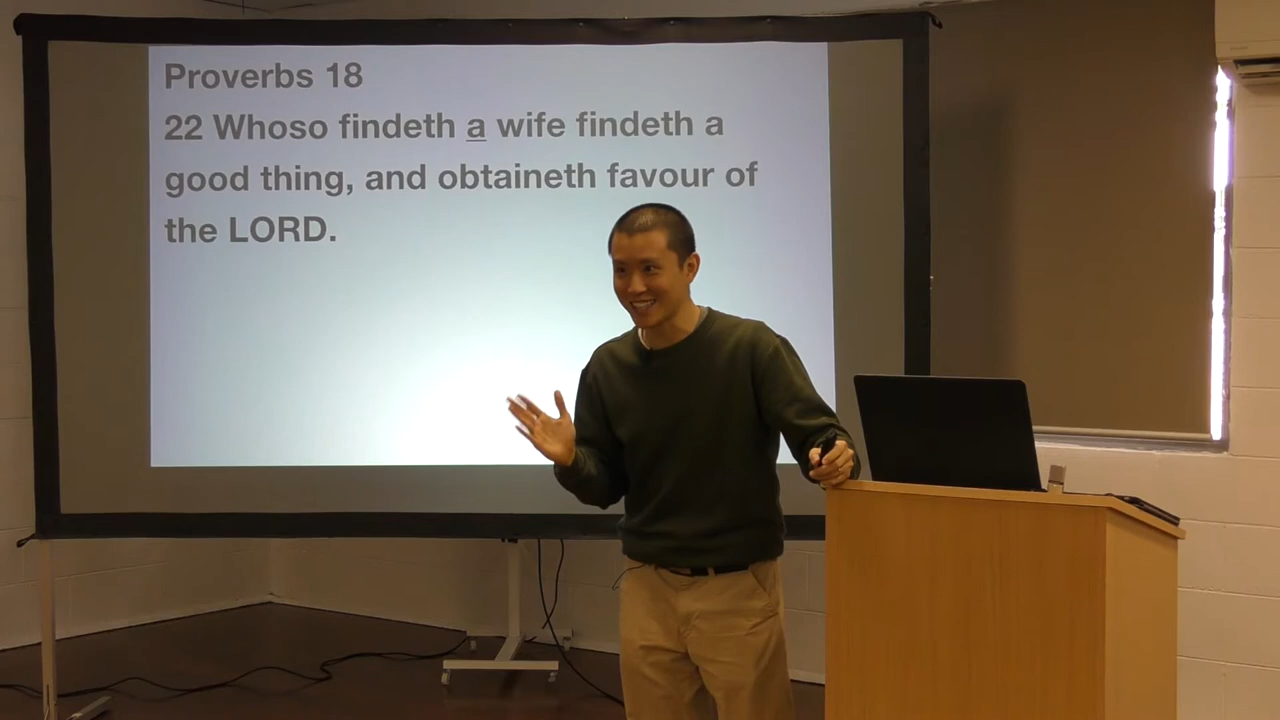 Proverbs 18
22 Whoso findeth a wife findeth a
good thing, and obtaineth favour of
the LORD.